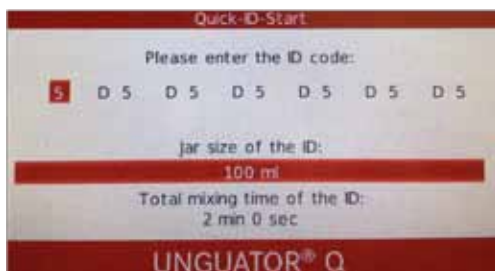 Quick-ID-Start
Please enter the ID code:
5 D 5 D 5 D 5 D 5 D 5 D 5
Jar size of the ID:
100 ml
Total mixing time of the ID:
2 min 0 sec
UNGUATOR® Q